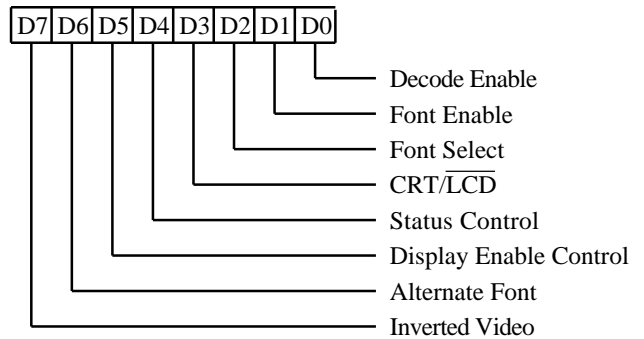 D7 D6 D5 D4 D3 D2 D1 D0
Decode Enable
Font Enable
Font Select
CRT/L̅C̅D̅
Status Control
Display Enable Control
Alternate Font
Inverted Video